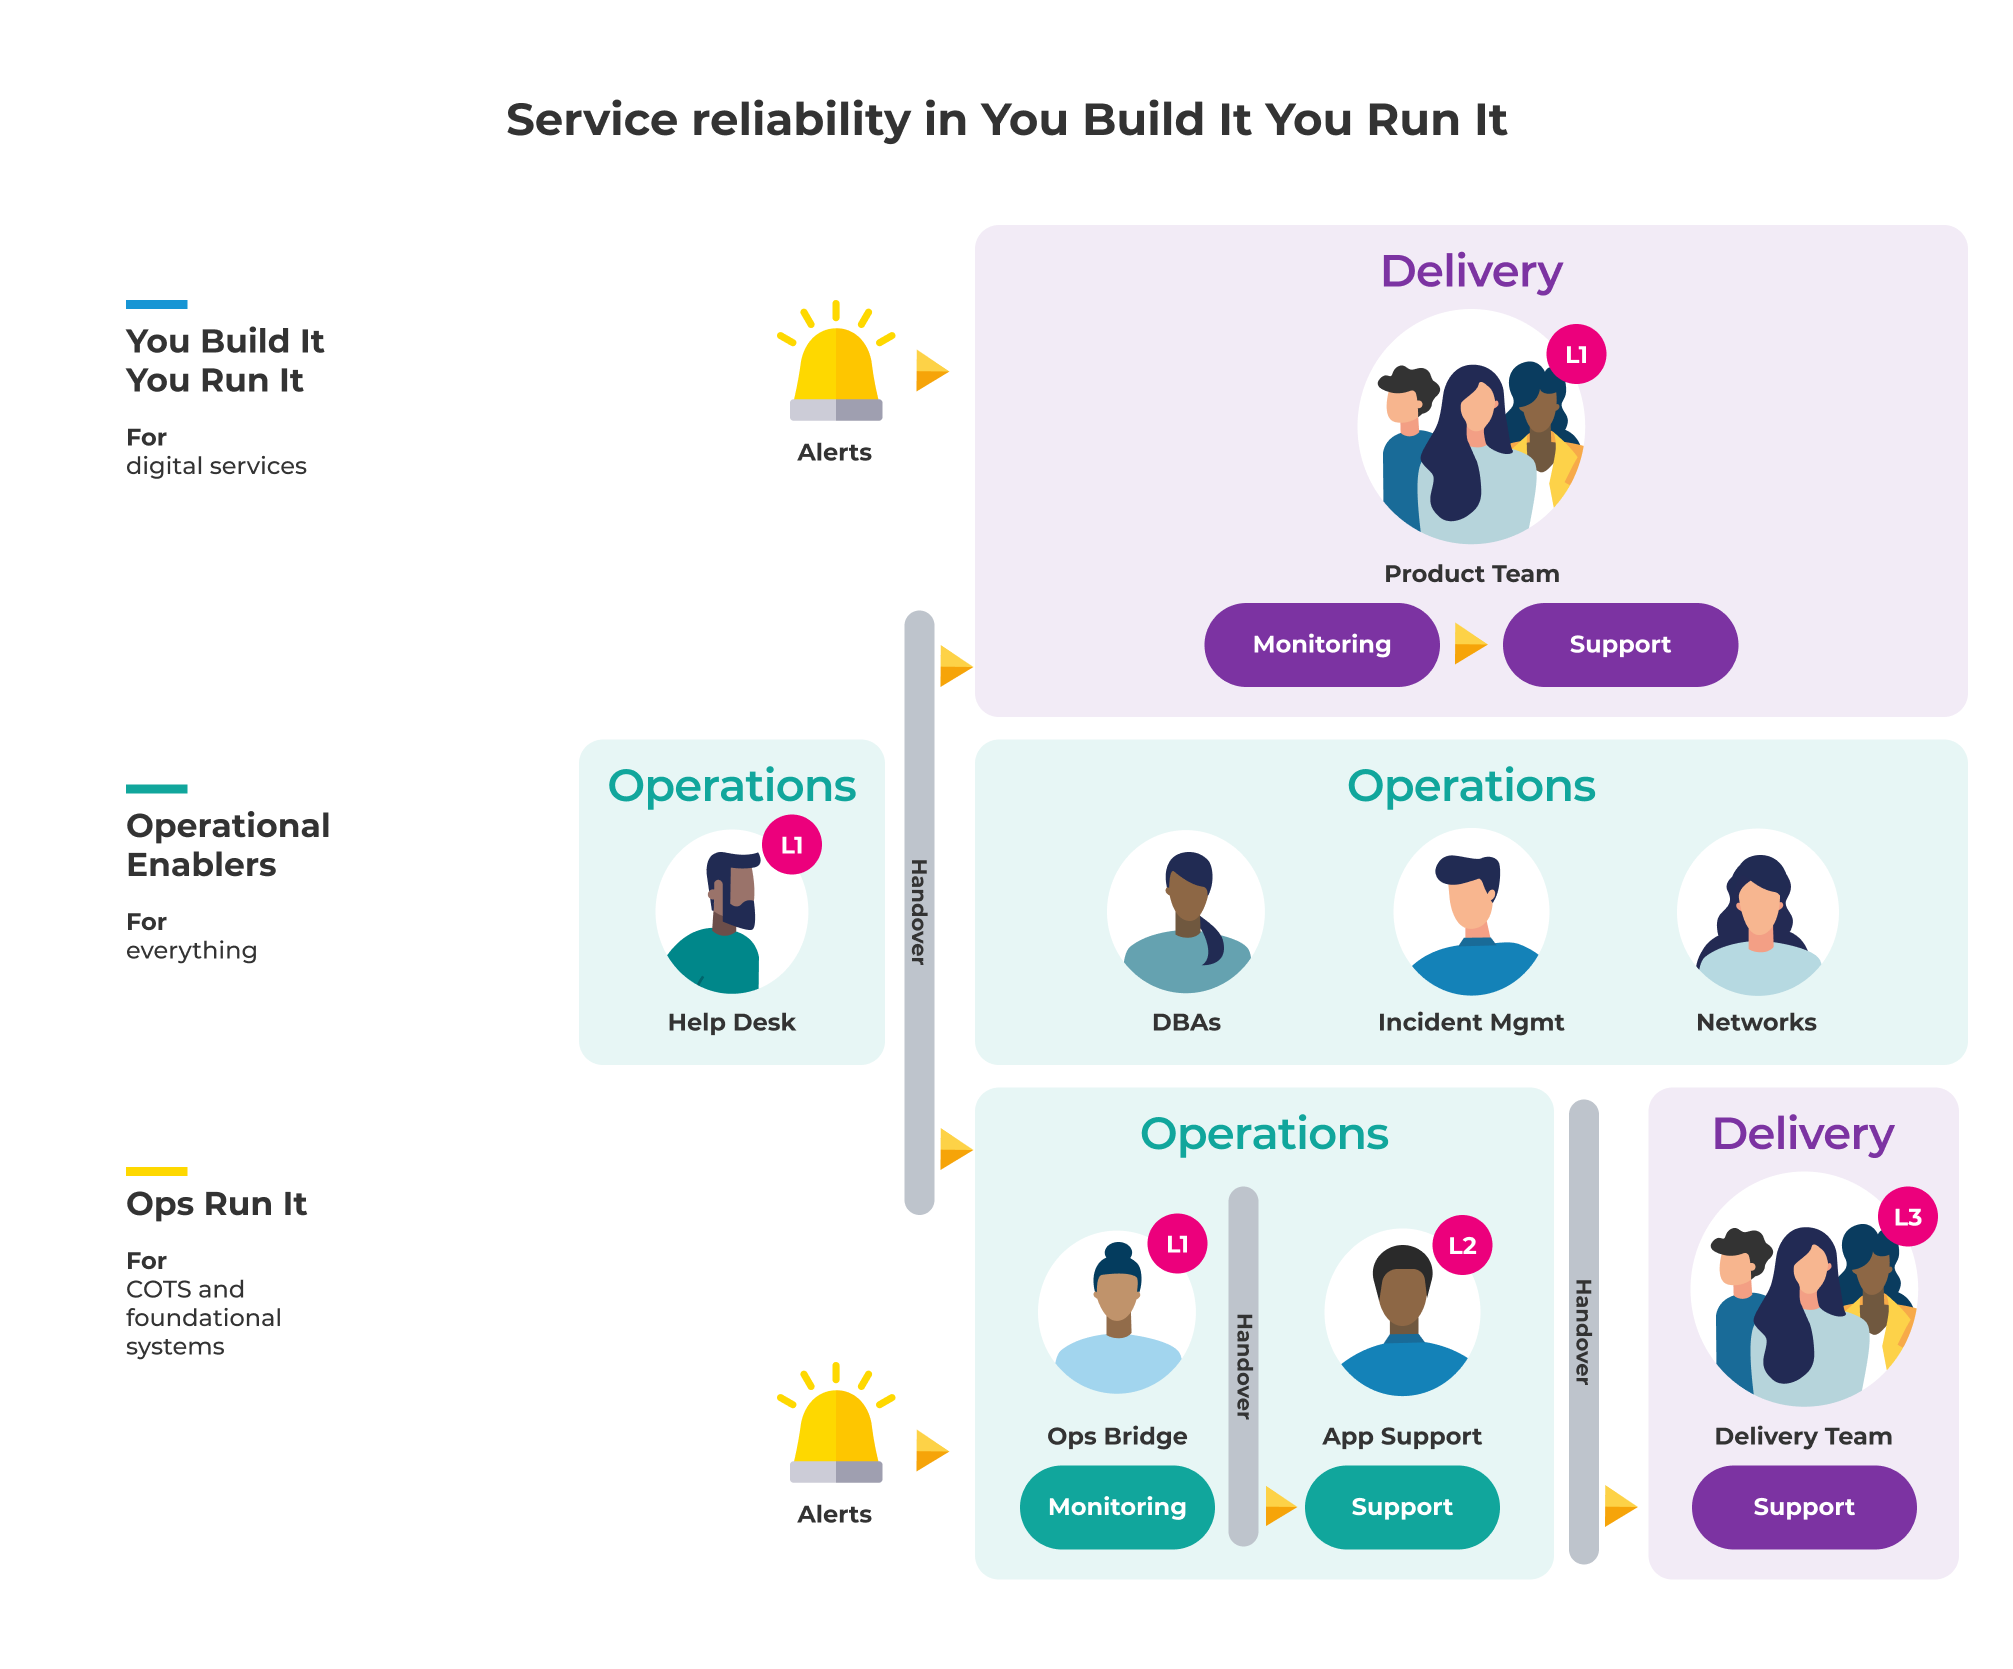 Service reliability in You Build It You Run It
You Build It
You Run It
For
digital services
Alerts
Delivery
L1
Product Team
Monitoring
Support
Operational
Enablers
For
everything
Operations
L1
Help Desk
Handover
Operations
DBAs
Incident Mgmt
Networks
Ops Run It
For
COTS and
foundational
systems
Alerts
Operations
L1
Ops Bridge
Monitoring
Handover
L2
App Support
Support
Handover
Delivery
L3
Delivery Team
Support